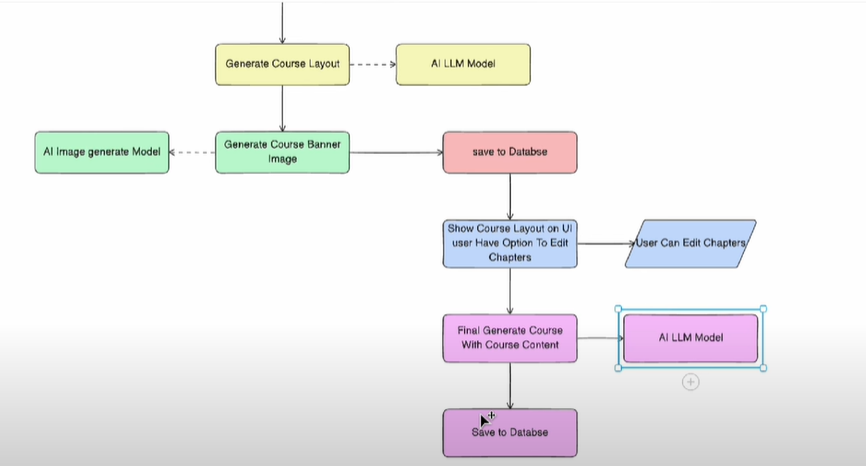 Generate Course Layout
AI LLM Model
AI Image generate Model
Generate Course Banner
Image
save to Databse
Show Course Layout on UI
user Have Option To Edit
Chapters
User Can Edit Chapters
Final Generate Course
With Course Content
AI LLM Model
Save to Databse